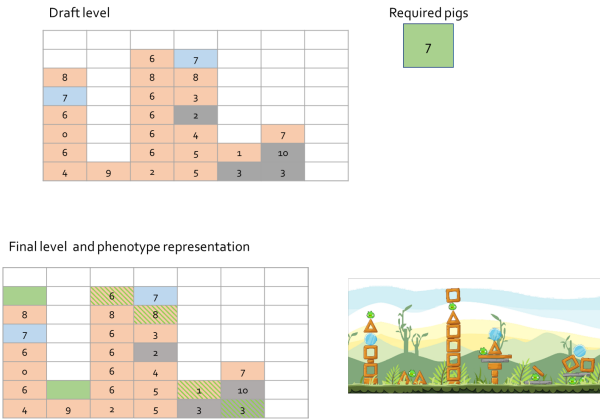 Draft level
Required pigs
7
6 7
8 8 8
7 6 3
6 6 2
0 6 4 7
6 6 5 1 10
4 9 2 5 3 3
Final level and phenotype representation
6 7
8 8 8
7 6 3
6 6 2
0 6 4 7
6 6 5 1 10
4 9 2 5 3 3